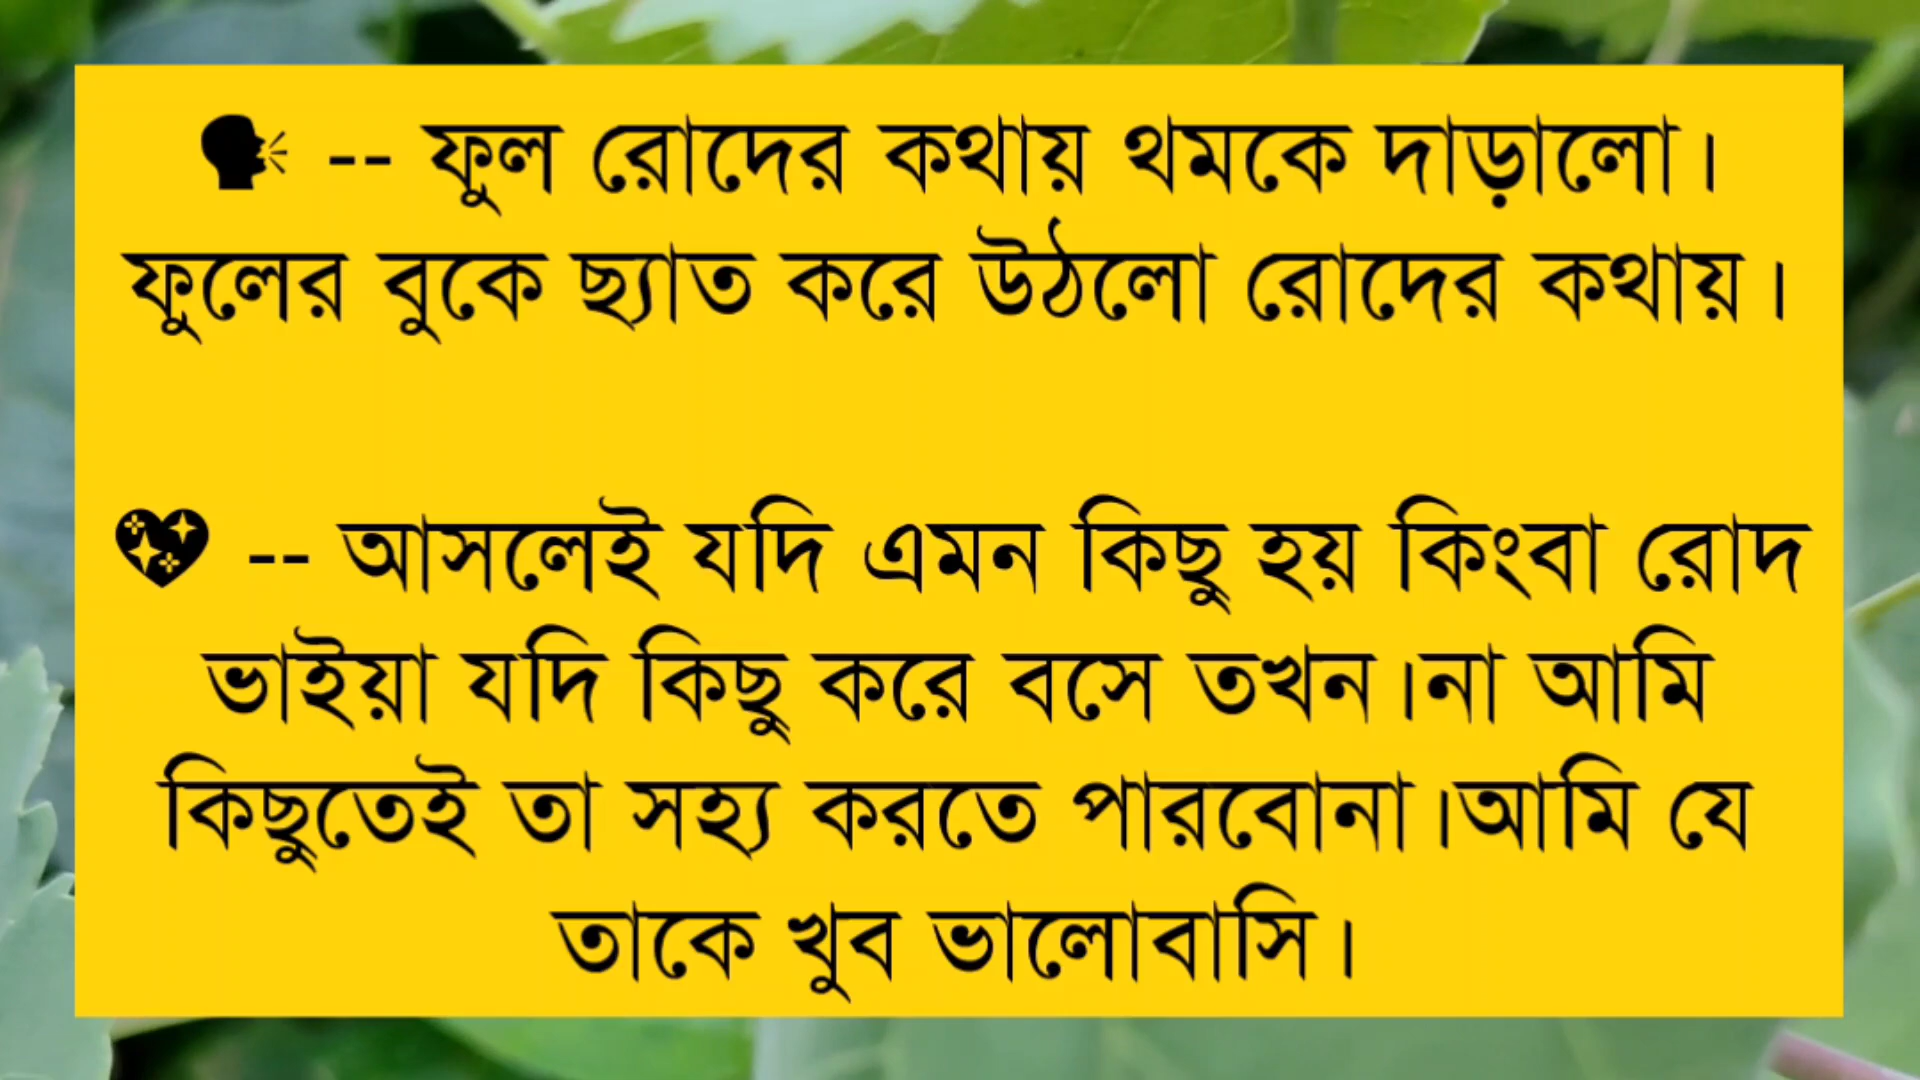 🗣 -- ফুল রোদের কথায় থমকে দাড়ালো।
ফুলের বুকে ছ্যাত করে উঠলো রোদের কথায়।
💖 -- আসলেই যদি এমন কিছু হয় কিংবা রোদ
ভাইয়া যদি কিছু করে বসে তখন।না আমি
কিছুতেই তা সহ্য করতে পারবোনা।আমি যে
তাকে খুব ভালোবাসি।